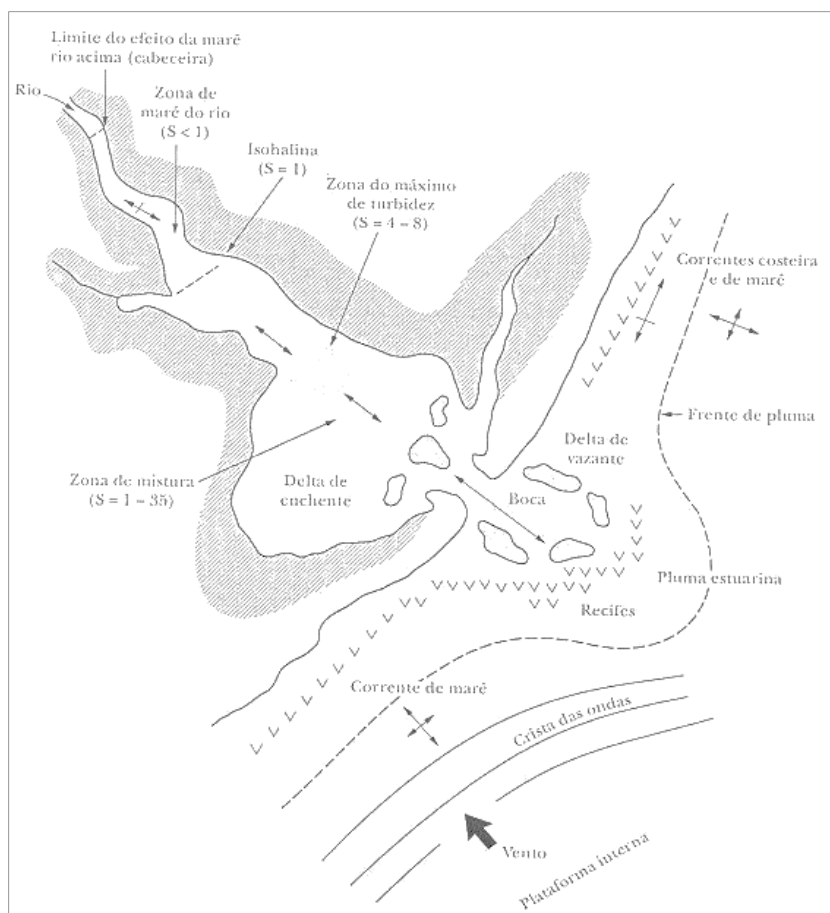 Limite do efeito da maré
rio acima (cabeceira)
Rio
Zona de
maré do rio
(S < 1)
Isohalina
(S = 1)
Zona do máximo
de turbidez
(S = 4 – 8)
Correntes costeira
e de maré
Frente de pluma
Delta de
vazante
Zona de mistura
(S = 1 – 35)
Delta de
enchente
Boca
Pluma estuarina
Recifes
Corrente de maré
Crista das ondas
Vento
Plataforma interna